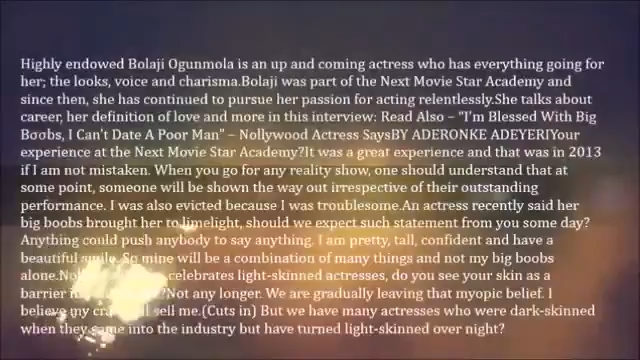 Highly endowed Bolaji Ogunmola is an up and coming actress who has everything going for
her; the looks, voice and charisma.Bolaji was part of the Next Movie Star Academy and
since then, she has continued to pursue her passion for acting relentlessly.She talks about
career, her definition of love and more in this interview: Read Also – "I'm Blessed With Big
Boobs, I Can't Date A Poor Man" – Nollywood Actress SaysBY ADERONKE ADEYERIYour
experience at the Next Movie Star Academy?It was a great experience and that was in 2013
if I am not mistaken. When you go for any reality show, one should understand that at
some point, someone will be shown the way out irrespective of their outstanding
performance. I was also evicted because I was troublesome.An actress recently said her
big boobs brought her to limelight, should we expect such statement from you some day?
Anything could push anybody to say anything. I am pretty, tall, confident and have a
beautiful smile. So mine will be a combination of many things and not my big boobs
celebrates light-skinned actresses, do you see your skin as a
barrier Not any longer. We are gradually leaving that myopic belief. I
believe my sell me.(Cuts in) But we have many actresses who were dark-skinned
when they came into the industry but have turned light-skinned over night?